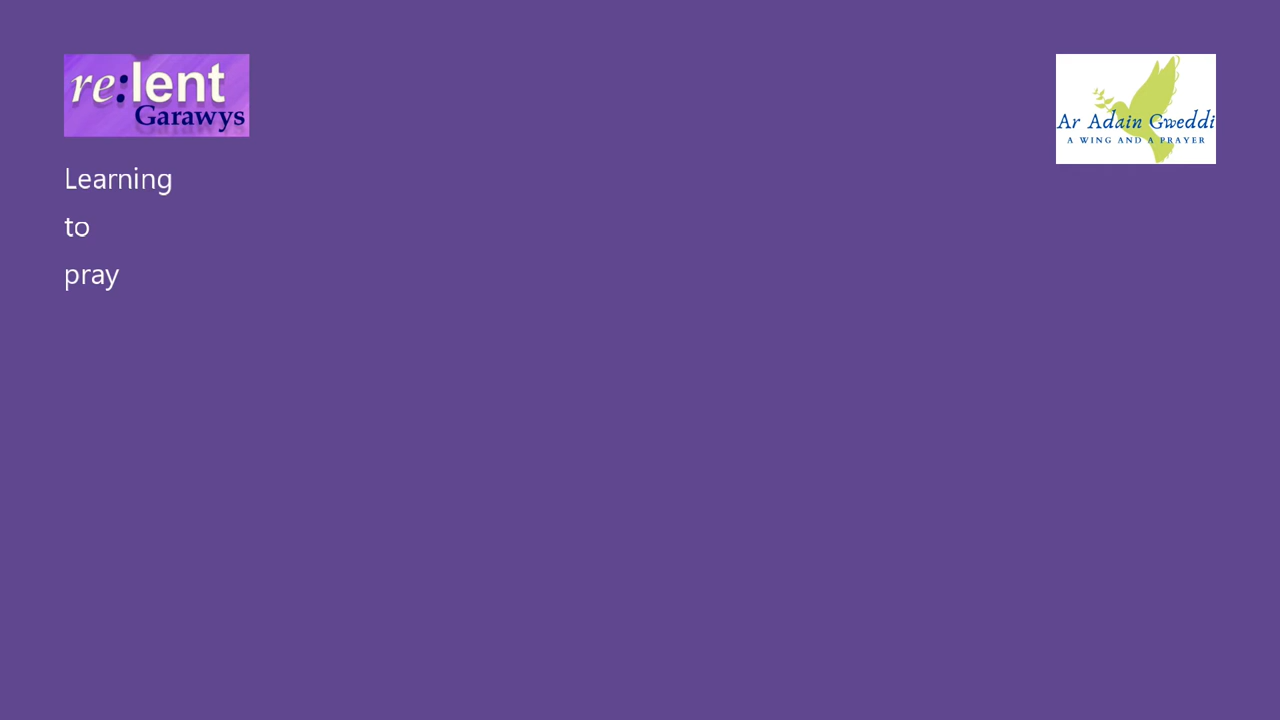 re:lent
Garawys
Ar Adain Gweddi
A WING AND A PRAYER
Learning
to
pray